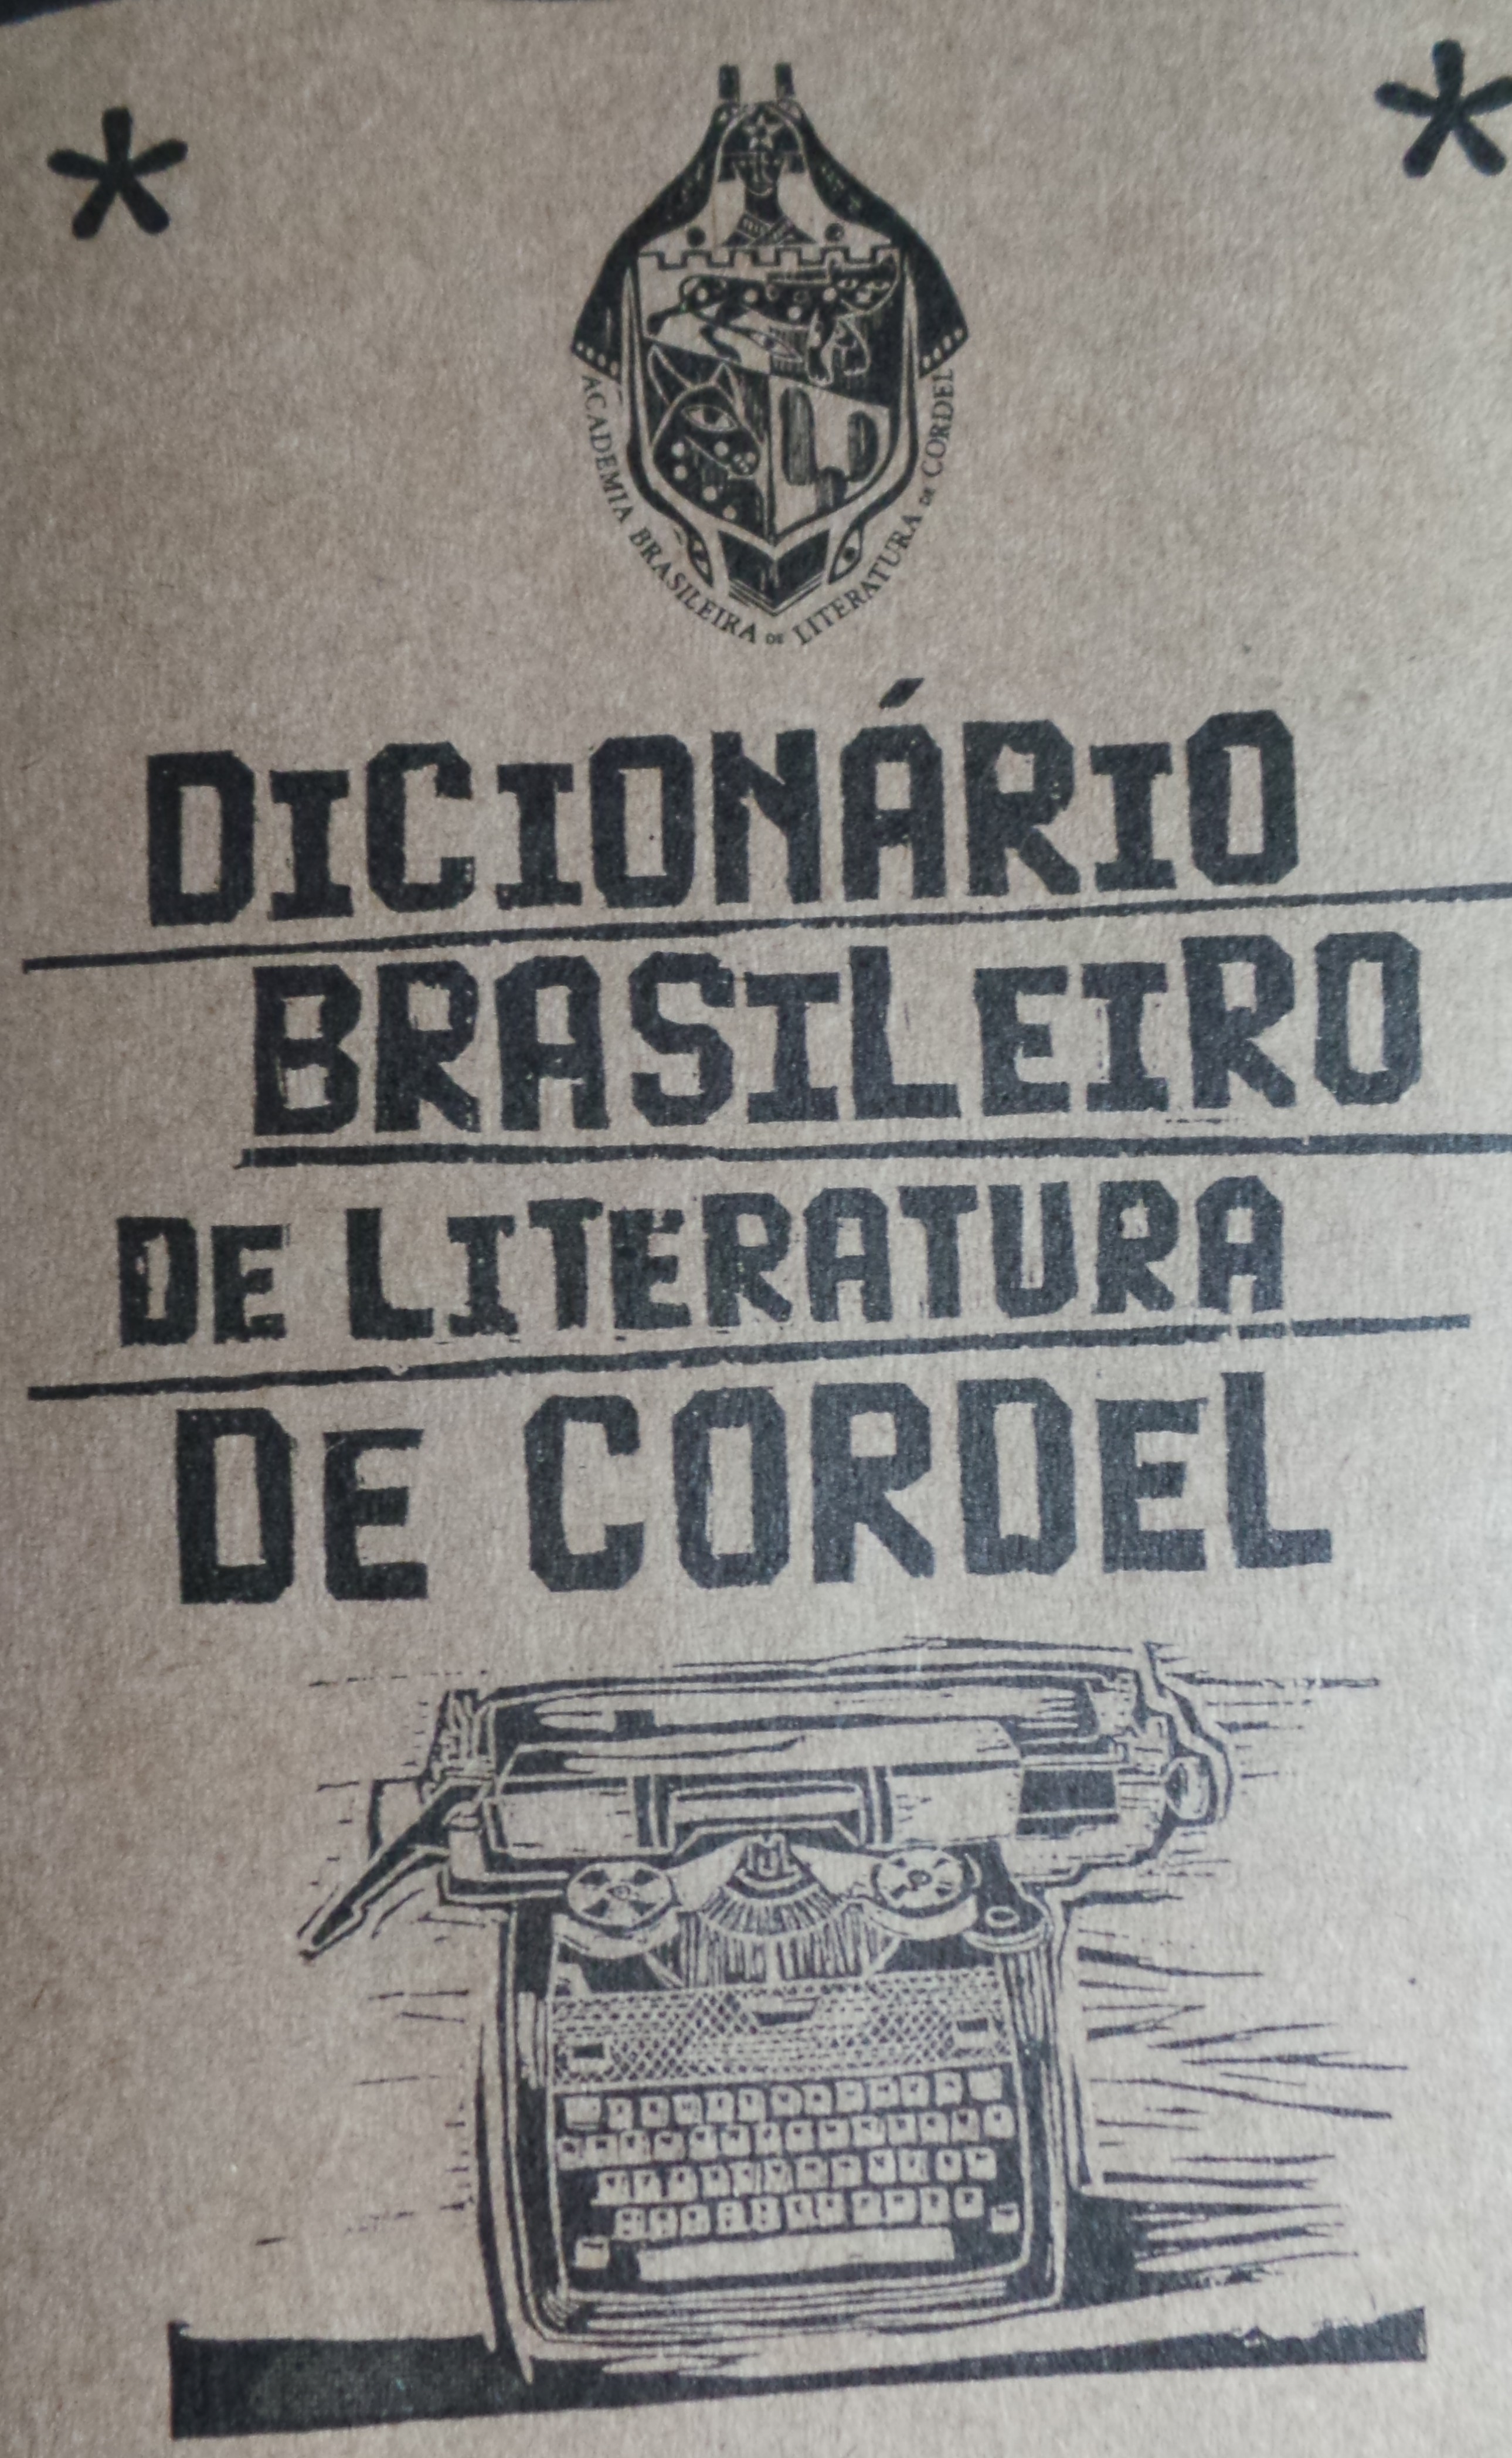 ACADEMIA BRASILEIRA DE LITERATURA DE CORDEL
DICIONÁRIO
BRASILEIRO
DE LITERATURA
DE CORDEL